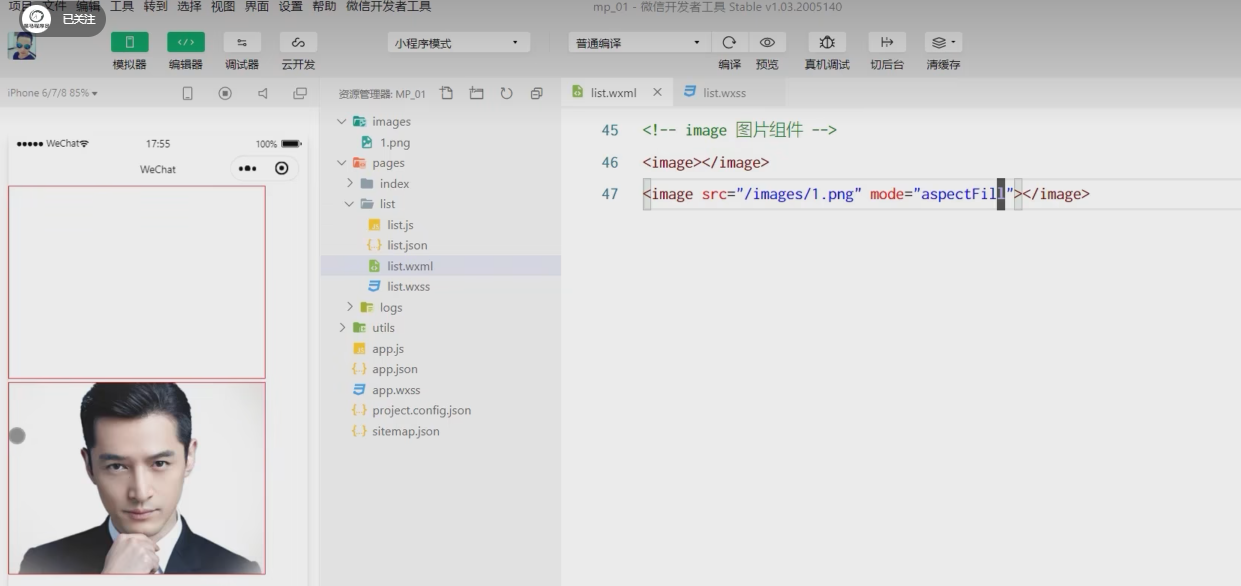 项目 文件 编辑 工具 转到 选择 视图 界面 设置 帮助 微信开发者工具
mp_01 - 微信开发者工具 Stable v1.03.2005140
已关注
小程序模式
普通编译
模拟器 编辑器 调试器 云开发
编译 预览 真机调试 切后台 清缓存
iPhone 6/7/8 85%
资源管理器: MP_01
list.wxml
list.wxss
WeChat
17:55
100%
WeChat
images
1.png
pages
index
list
list.js
list.json
list.wxml
list.wxss
logs
utils
app.js
app.json
app.wxss
project.config.json
sitemap.json
45 <!-- image 图片组件 -->
46 <image></image>
47 <image src="/images/1.png" mode="aspectFill"></image>